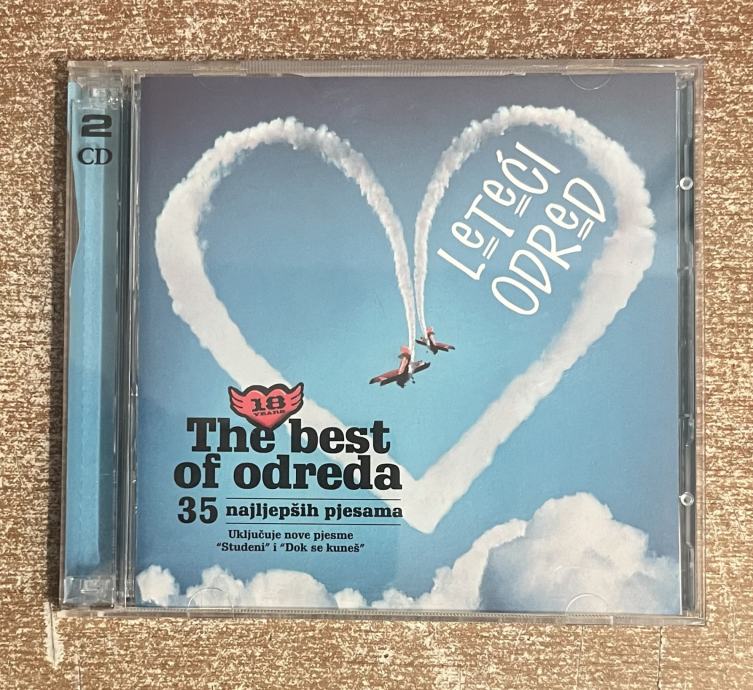 2
CD
LETEĆI
ODRED
18
YEARS
The best
of odreda
35 najljepših pjesama
Uključuje nove pjesme
“Studeni” i “Dok se kuneš”